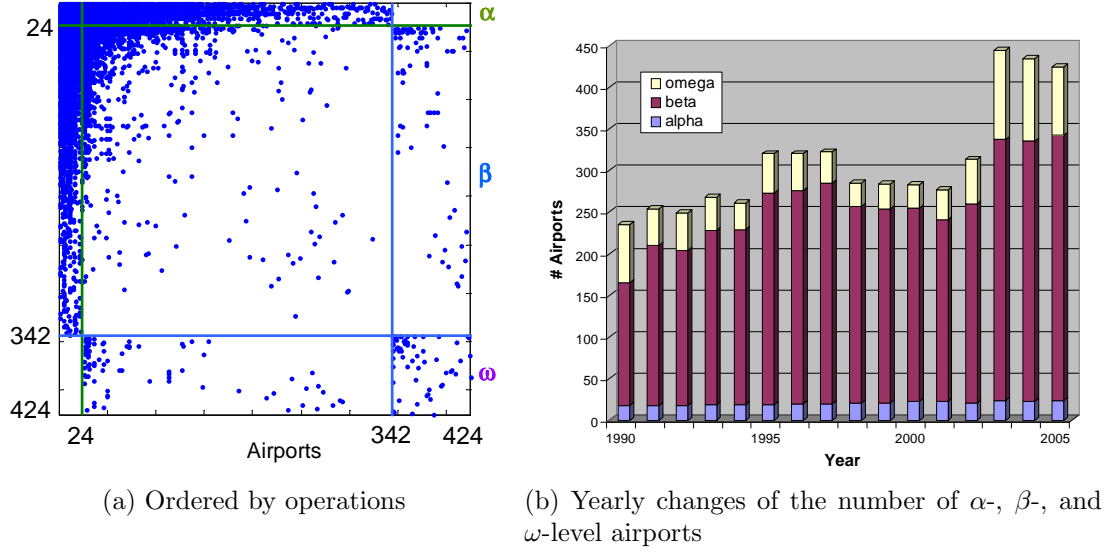 24
342
424
α
β
ω
24
342
424
Airports
(a) Ordered by operations
450
400
350
300
250
200
150
100
50
0
# Airports
omega
beta
alpha
1990
1995
2000
2005
Year
(b) Yearly changes of the number of α-, β-, and
ω-level airports